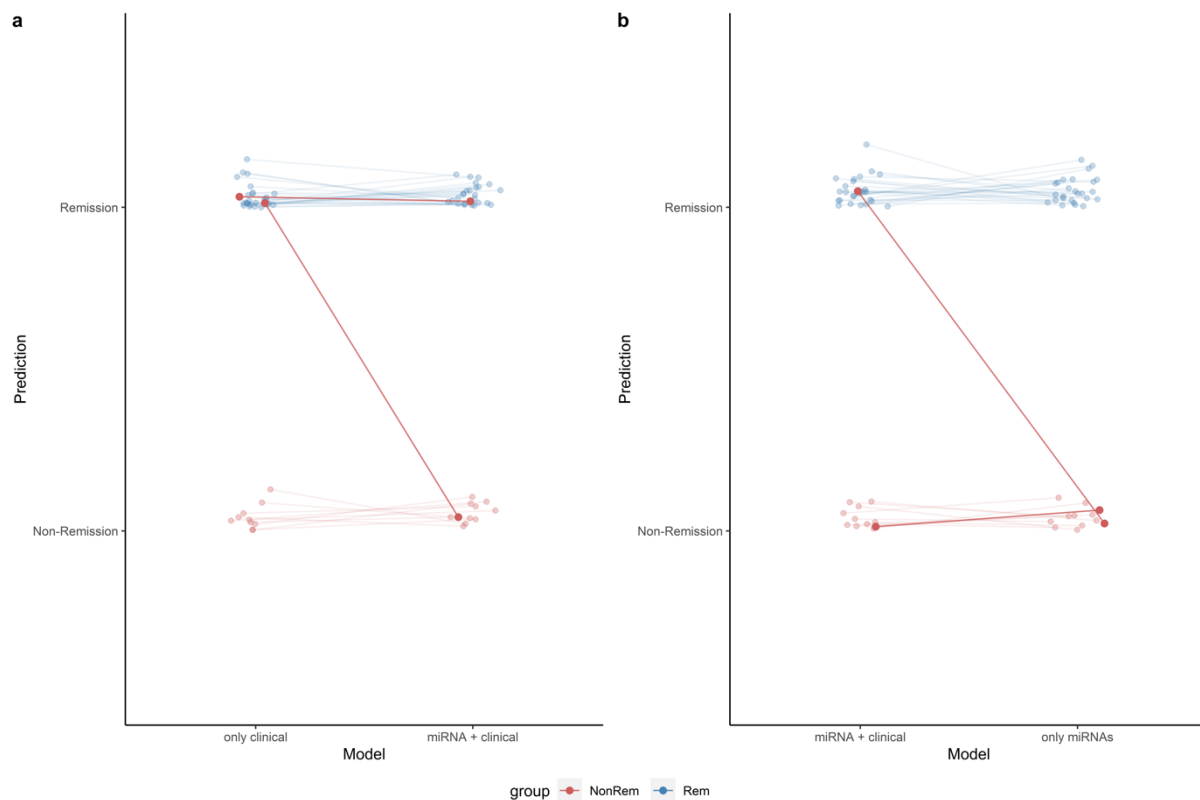 a
b
Remission
Non-Remission
Prediction
only clinical
miRNA + clinical
Model
Remission
Non-Remission
Prediction
miRNA + clinical
only miRNAs
Model
group NonRem Rem